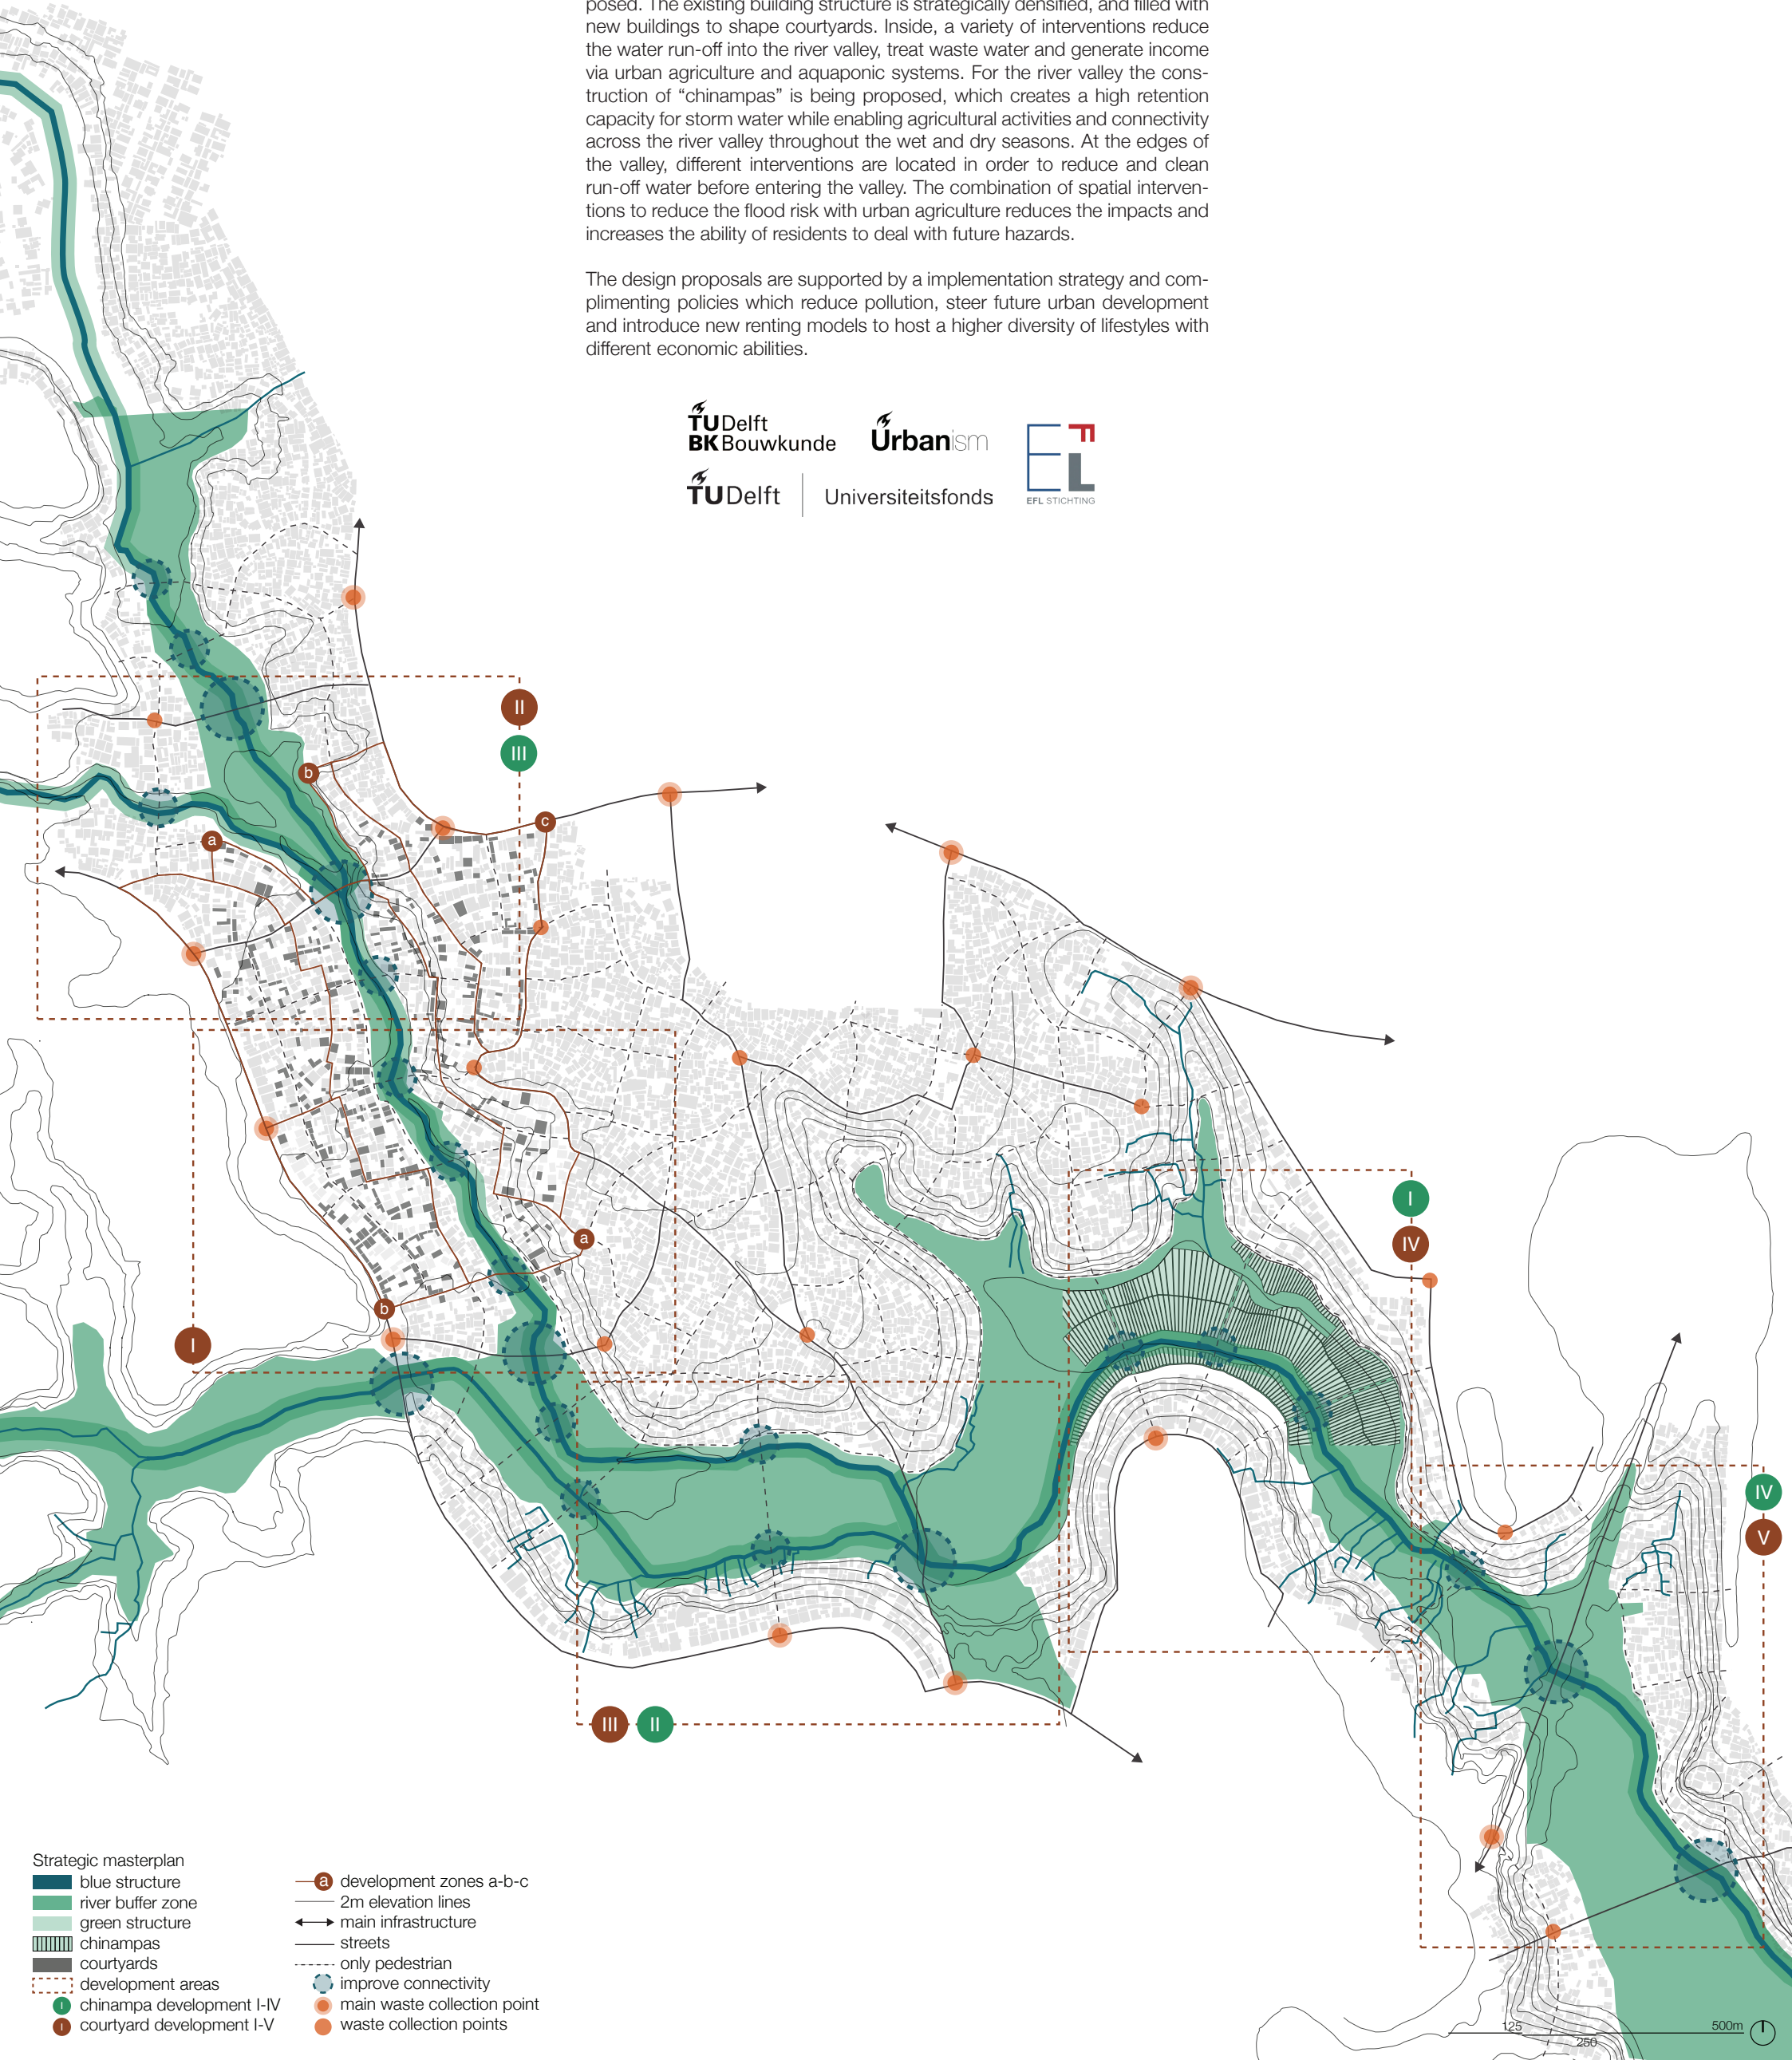 posed. The existing building structure is strategically densified, and filled with
new buildings to shape courtyards. Inside, a variety of interventions reduce
the water run-off into the river valley, treat waste water and generate income
via urban agriculture and aquaponic systems. For the river valley the cons-
truction of “chinampas” is being proposed, which creates a high retention
capacity for storm water while enabling agricultural activities and connectivity
across the river valley throughout the wet and dry seasons. At the edges of
the valley, different interventions are located in order to reduce and clean
run-off water before entering the valley. The combination of spatial interven-
tions to reduce the flood risk with urban agriculture reduces the impacts and
increases the ability of residents to deal with future hazards.
The design proposals are supported by a implementation strategy and com-
plimenting policies which reduce pollution, steer future urban development
and introduce new renting models to host a higher diversity of lifestyles with
different economic abilities.
TU Delft
BK Bouwkunde
Urbanism
EFL
EFL STICHTING
TU Delft
Universiteitsfonds
II
III
b
c
a
I
IV
a
b
I
IV
V
III
II
Strategic masterplan
blue structure
river buffer zone
green structure
chinampas
courtyards
development areas
I chinampa development I-IV
I courtyard development I-V
a development zones a-b-c
2m elevation lines
main infrastructure
streets
only pedestrian
improve connectivity
main waste collection point
waste collection points
125
250
500m